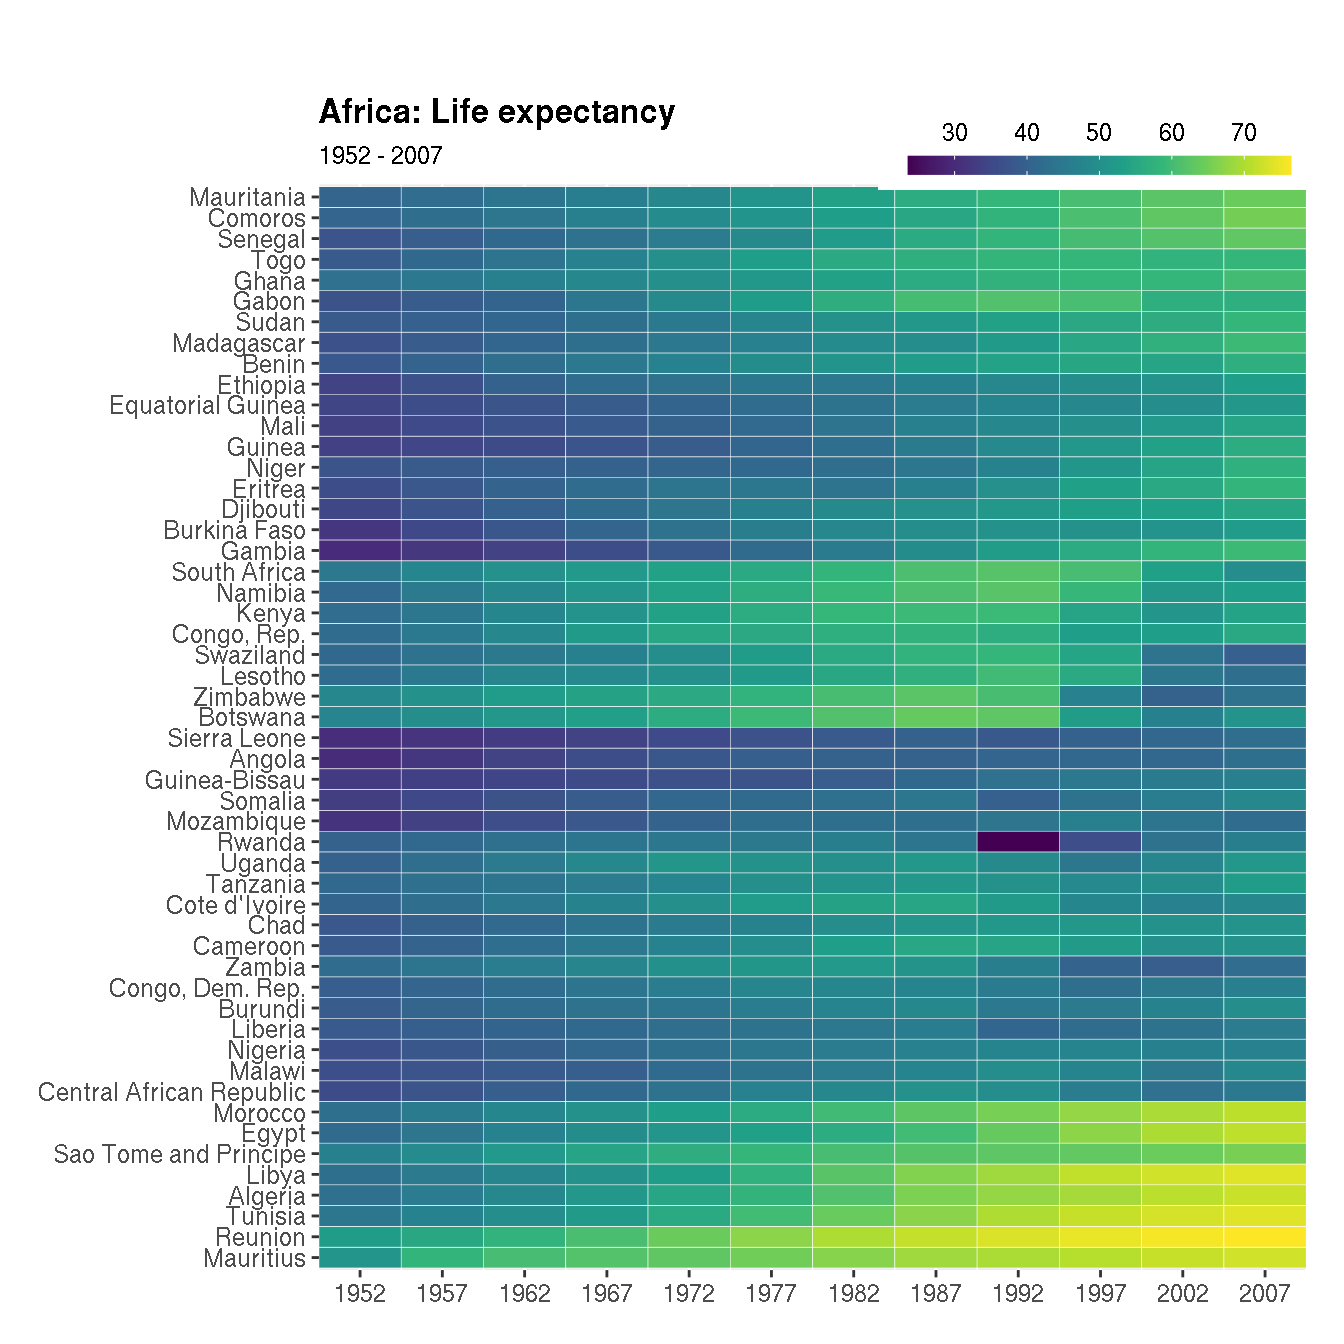 Africa: Life expectancy
1952 - 2007
30 40 50 60 70
Mauritania
Comoros
Senegal
Togo
Ghana
Gabon
Sudan
Madagascar
Benin
Ethiopia
Equatorial Guinea
Mali
Guinea
Niger
Eritrea
Djibouti
Burkina Faso
Gambia
South Africa
Namibia
Kenya
Congo, Rep.
Swaziland
Lesotho
Zimbabwe
Botswana
Sierra Leone
Angola
Guinea-Bissau
Somalia
Mozambique
Rwanda
Uganda
Tanzania
Cote d'Ivoire
Chad
Cameroon
Zambia
Congo, Dem. Rep.
Burundi
Liberia
Nigeria
Malawi
Central African Republic
Morocco
Egypt
Sao Tome and Principe
Libya
Algeria
Tunisia
Reunion
Mauritius
1952 1957 1962 1967 1972 1977 1982 1987 1992 1997 2002 2007